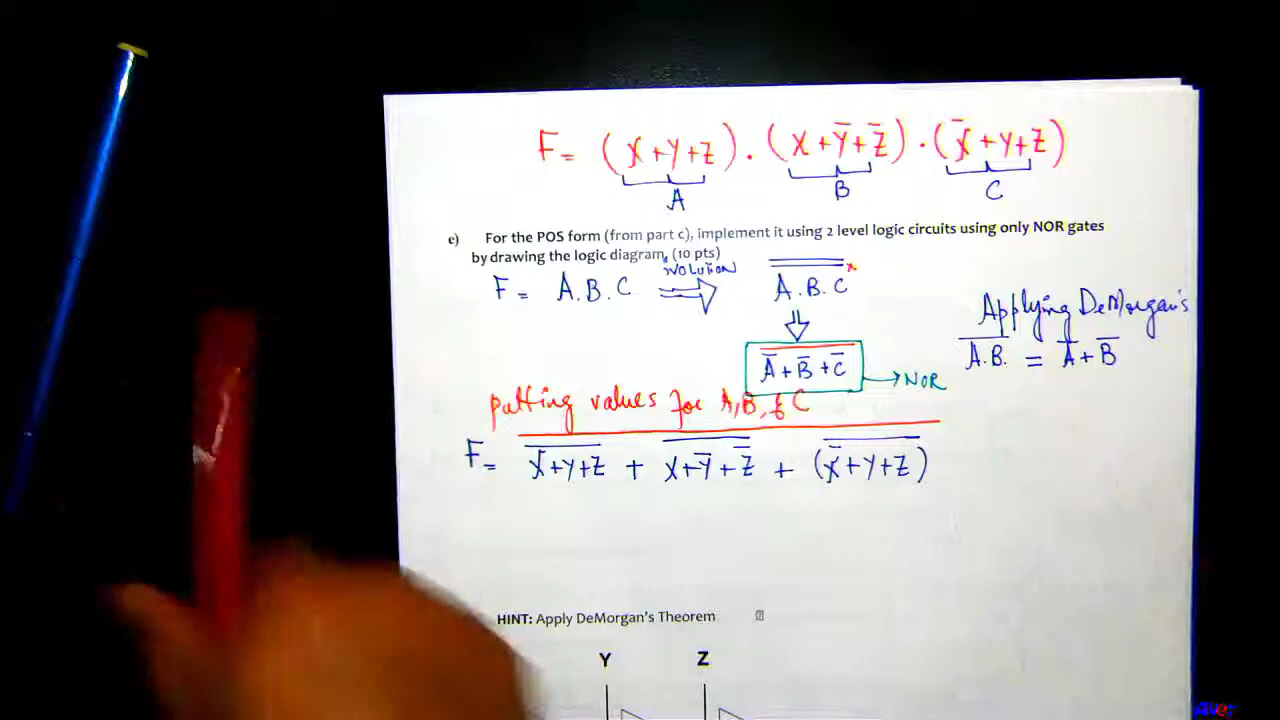 F = (X+Y+Z) . (X+Y̅+Z̅) . (X̅+Y+Z)
A B C
e) For the POS form (from part c), implement it using 2 level logic circuits using only NOR gates
by drawing the logic diagram. (10 pts)
F = A.B.C ⟹ A̿.̿B̿.̿C̿
Applying DeMorgan's
A̅.̅B̅.̅ = A̅+B̅
A̅+B̅+C̅ → NOR
putting values for A,B, & C
F = X+Y+Z + X+Y̅+Z̅ + (X̅+Y+Z)
HINT: Apply DeMorgan's Theorem
Y Z